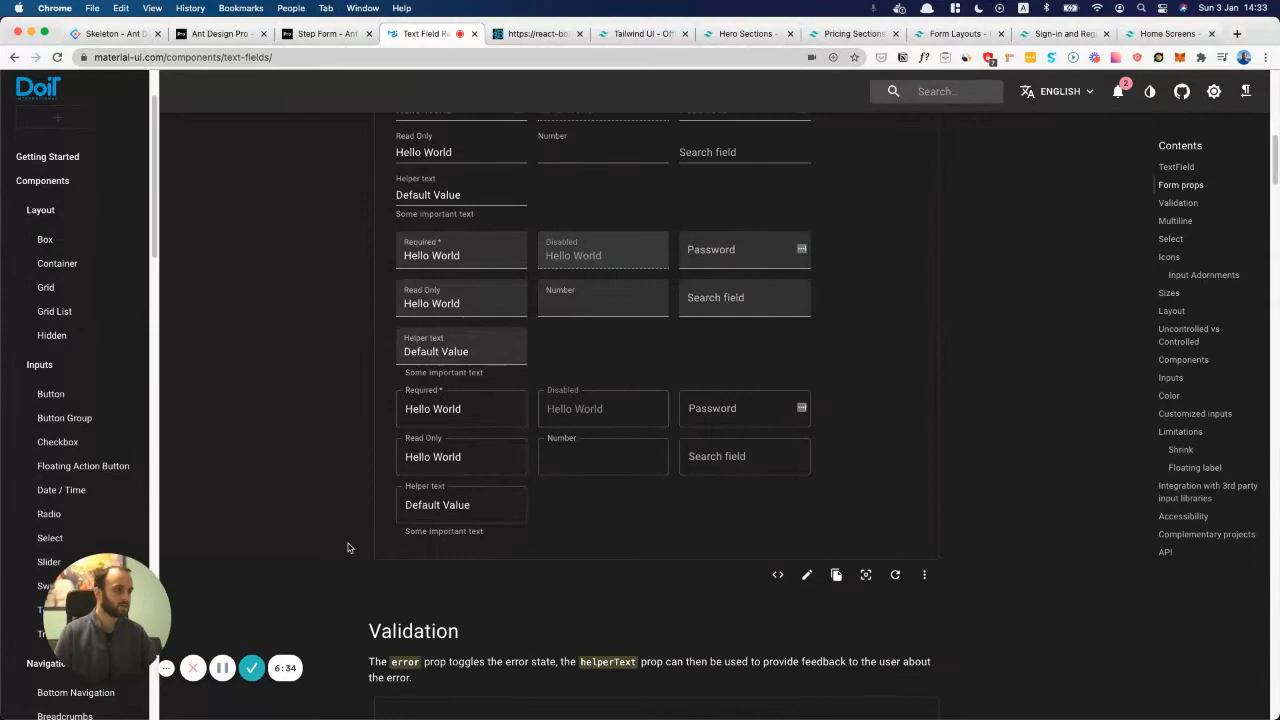 Chrome File Edit View History Bookmarks People Tab Window Help
Sun 3 Jan 14:33
Skeleton - Ant D
Ant Design Pro -
Step Form - Ant
Text Field Re
https://react-bo
Tailwind UI - Off
Hero Sections -
Pricing Sections
Form Layouts -
Sign-in and Reg
Home Screens -
material-ui.com/components/text-fields/
7
Doit
INTERNATIONAL
Search…
ENGLISH
2
Getting Started
Components
Layout
Box
Container
Grid
Grid List
Hidden
Inputs
Button
Button Group
Checkbox
Floating Action Button
Date / Time
Radio
Select
Slider
Sw
T
Tr
Naviga
Bottom Navigation
Breadcrumbs
Read Only
Hello World
Number
Search field
Helper text
Default Value
Some important text
Required *
Hello World
Disabled
Hello World
Password
Read Only
Hello World
Number
Search field
Helper text
Default Value
Some important text
Required *
Hello World
Disabled
Hello World
Password
Read Only
Hello World
Number
Search field
Helper text
Default Value
Some important text
Validation
The error prop toggles the error state, the helperText prop can then be used to provide feedback to the user about
the error.
Contents
TextField
Form props
Validation
Multiline
Select
Icons
Input Adornments
Sizes
Layout
Uncontrolled vs
Controlled
Components
Inputs
Color
Customized inputs
Limitations
Shrink
Floating label
Integration with 3rd party
input libraries
Accessibility
Complementary projects
API
6:34